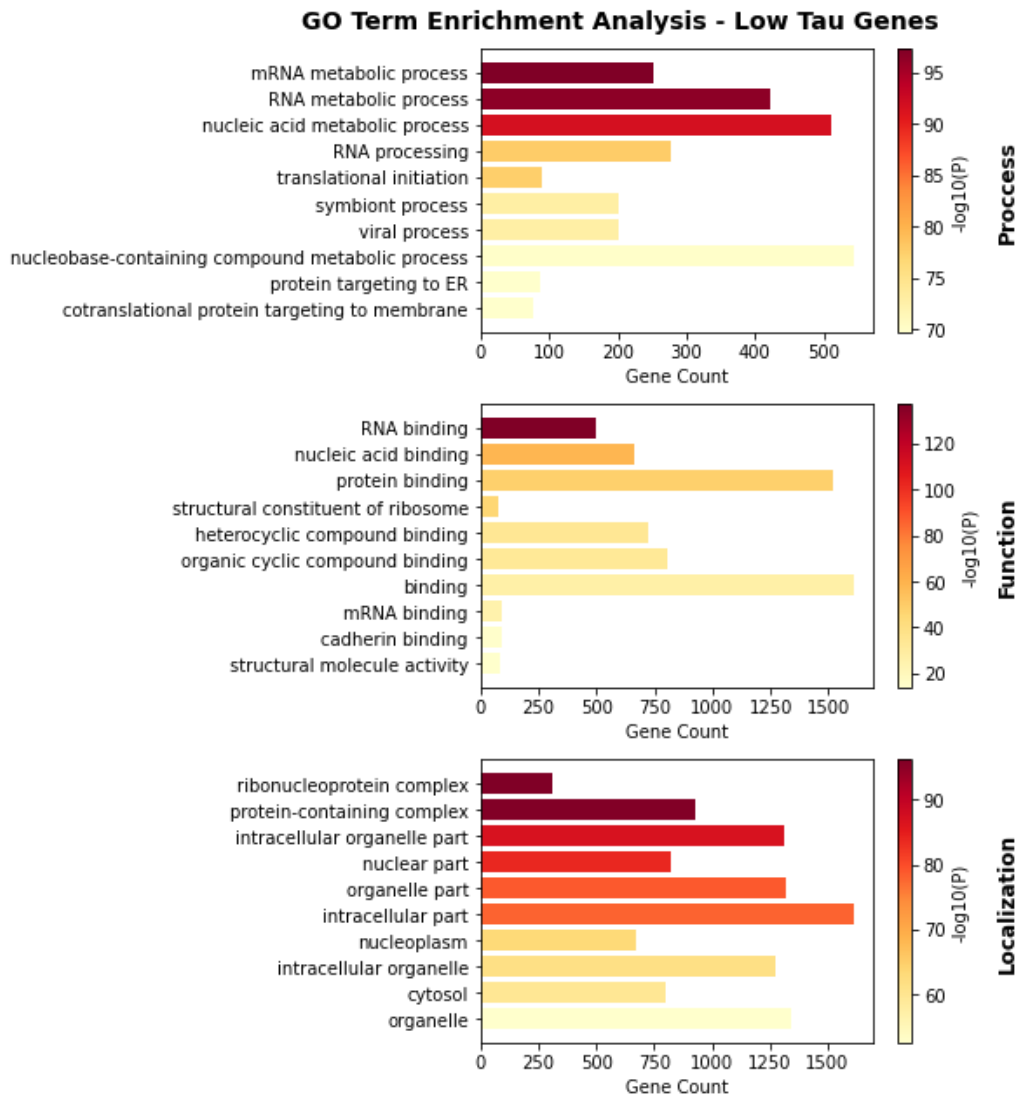 GO Term Enrichment Analysis - Low Tau Genes
mRNA metabolic process
RNA metabolic process
nucleic acid metabolic process
RNA processing
translational initiation
symbiont process
viral process
nucleobase-containing compound metabolic process
protein targeting to ER
cotranslational protein targeting to membrane
0 100 200 300 400 500
Gene Count
95
90
85
80
75
70
-log10(P)
Proccess
RNA binding
nucleic acid binding
protein binding
structural constituent of ribosome
heterocyclic compound binding
organic cyclic compound binding
binding
mRNA binding
cadherin binding
structural molecule activity
0 250 500 750 1000 1250 1500
Gene Count
120
100
80
60
40
20
-log10(P)
Function
ribonucleoprotein complex
protein-containing complex
intracellular organelle part
nuclear part
organelle part
intracellular part
nucleoplasm
intracellular organelle
cytosol
organelle
0 250 500 750 1000 1250 1500
Gene Count
90
80
70
60
-log10(P)
Localization